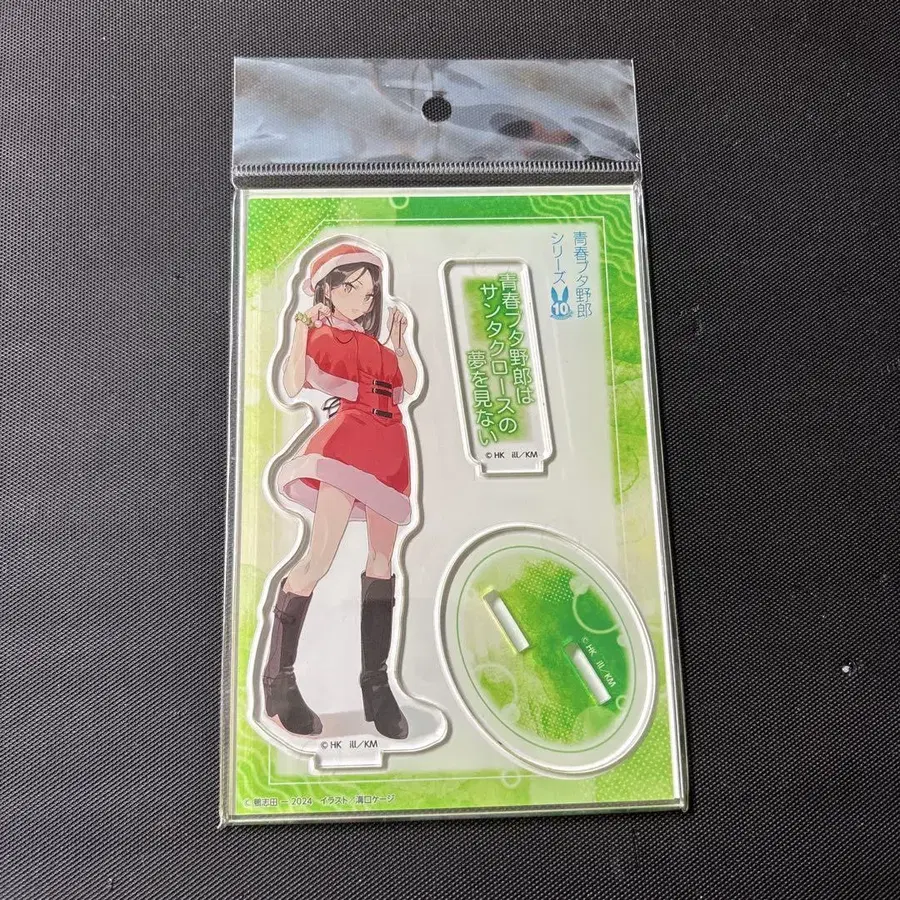 青春ブタ野郎
シリーズ
10
青春ブタ野郎は
サンタクロースの
夢を見ない
© HK ill／KM
© HK ill／KM
© HK ill／KM
© 鴨志田 一 2024 イラスト／溝口ケージ